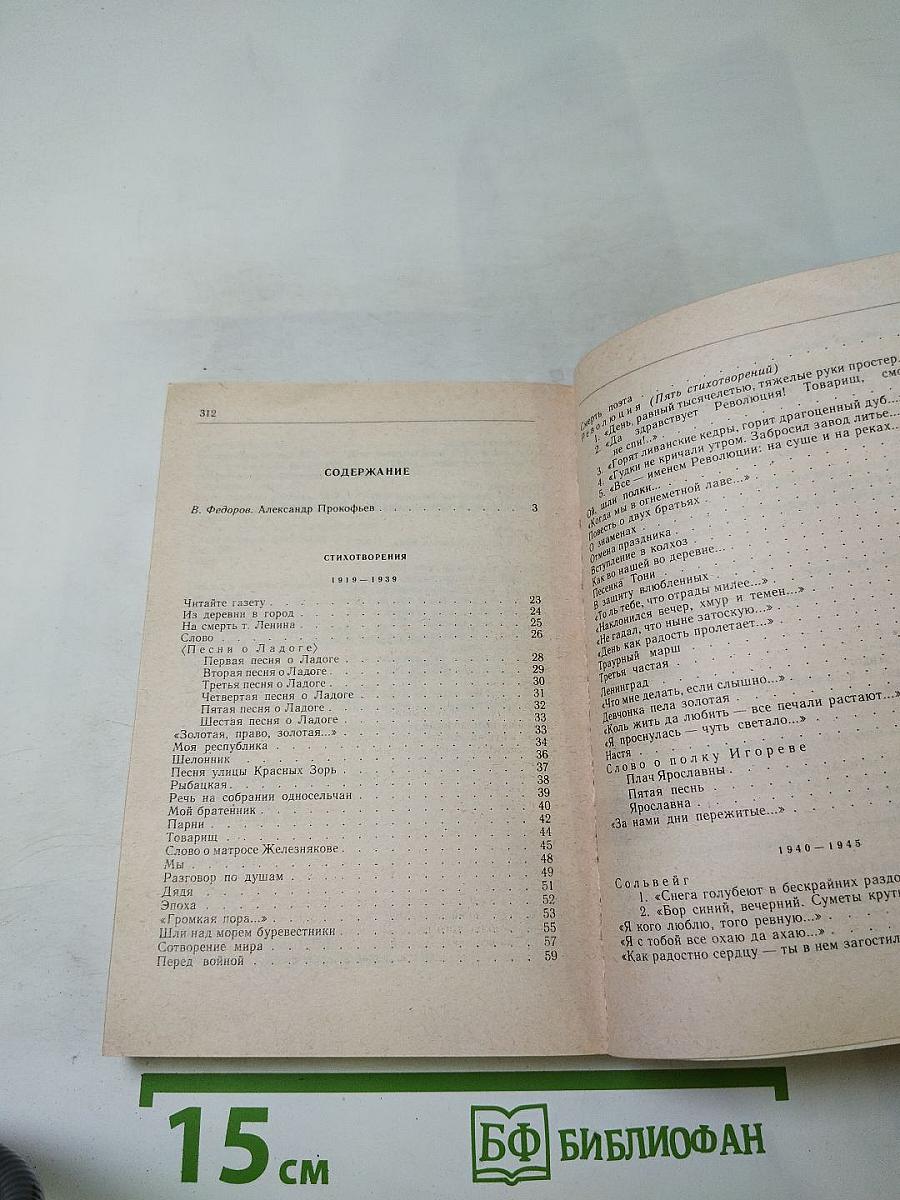 312
СОДЕРЖАНИЕ
В. Федоров. Александр Прокофьев . . . . . . . . . . 3
СТИХОТВОРЕНИЯ
1919—1939
Читайте газету . . . . . . . . . . 23
Из деревни в город . . . . . . . . . . 24
На смерть т. Ленина . . . . . . . . . . 25
Слово . . . . . . . . . . 26
〈Песни о Ладоге〉
Первая песня о Ладоге . . . . . . . . . . 28
Вторая песня о Ладоге . . . . . . . . . . 29
Третья песня о Ладоге . . . . . . . . . . 30
Четвертая песня о Ладоге . . . . . . . . . . 31
Пятая песня о Ладоге . . . . . . . . . . 32
Шестая песня о Ладоге . . . . . . . . . . 33
«Золотая, право, золотая...» . . . . . . . . . . 33
Моя республика . . . . . . . . . . 34
Шелонник . . . . . . . . . . 36
Песня улицы Красных Зорь . . . . . . . . . . 37
Рыбацкая . . . . . . . . . . 38
Речь на собрании односельчан . . . . . . . . . . 39
Мой братенник . . . . . . . . . . 40
Парни . . . . . . . . . . 42
Товарищ . . . . . . . . . . 44
Слово о матросе Железнякове . . . . . . . . . . 45
Мы . . . . . . . . . . 48
Разговор по душам . . . . . . . . . . 49
Дядя . . . . . . . . . . 51
Эпоха . . . . . . . . . . 52
«Громкая пора...» . . . . . . . . . . 53
Шли над морем буревестники . . . . . . . . . . 55
Сотворение мира . . . . . . . . . . 57
Перед войной . . . . . . . . . . 59
Смерть поэта . . . . . . . . . .
Революция (Пять стихотворений)
1. «День, равный тысячелетью, тяжелые руки простер...
2. «Да здравствует Революция! Товарищ,
не спи!..» . . . . . . . . . .
3. «Горят ливанские кедры, горит драгоценный дуб...
4. «Гудки не кричали утром. Забросил завод литье...
5. «Все — именем Революции: на суше и на реках...
Ой, шли полки... . . . . . . . . . .
«Когда мы в огнеметной лаве...» . . . . . . . . . .
Повесть о двух братьях . . . . . . . . . .
О знаменах . . . . . . . . . .
Отмена праздника . . . . . . . . . .
Вступление в колхоз . . . . . . . . . .
Как во нашей во деревне... . . . . . . . . . .
Песенка Тони . . . . . . . . . .
В защиту влюбленных . . . . . . . . . .
«То ль тебе, что отрады милее...» . . . . . . . . . .
«Наклонился вечер, хмур и темен...» . . . . . . . . . .
«Не гадал, что ныне затоскую...» . . . . . . . . . .
«День как радость пролетает...» . . . . . . . . . .
Траурный марш . . . . . . . . . .
Третья частая . . . . . . . . . .
Ленинград . . . . . . . . . .
«Что мне делать, если слышно...» . . . . . . . . . .
Девчонка пела золотая . . . . . . . . . .
«Коль жить да любить — все печали растают...»
«Я проснулась — чуть светало...» . . . . . . . . . .
Настя . . . . . . . . . .
Слово о полку Игореве
Плач Ярославны . . . . . . . . . .
Пятая песнь . . . . . . . . . .
Ярославна . . . . . . . . . .
«За нами дни пережитые...» . . . . . . . . . .
1940—1945
Сольвейг
1. «Снега голубеют в бескрайних
2. «Бор синий, вечерний. Суметы
«Я кого люблю, того ревную...» . . . . . . . . . .
«Я с тобой все охаю да ахаю...» . . . . . . . . . .
«Как радостно сердцу — ты в нем
15 см
БФ БИБЛИОФАН